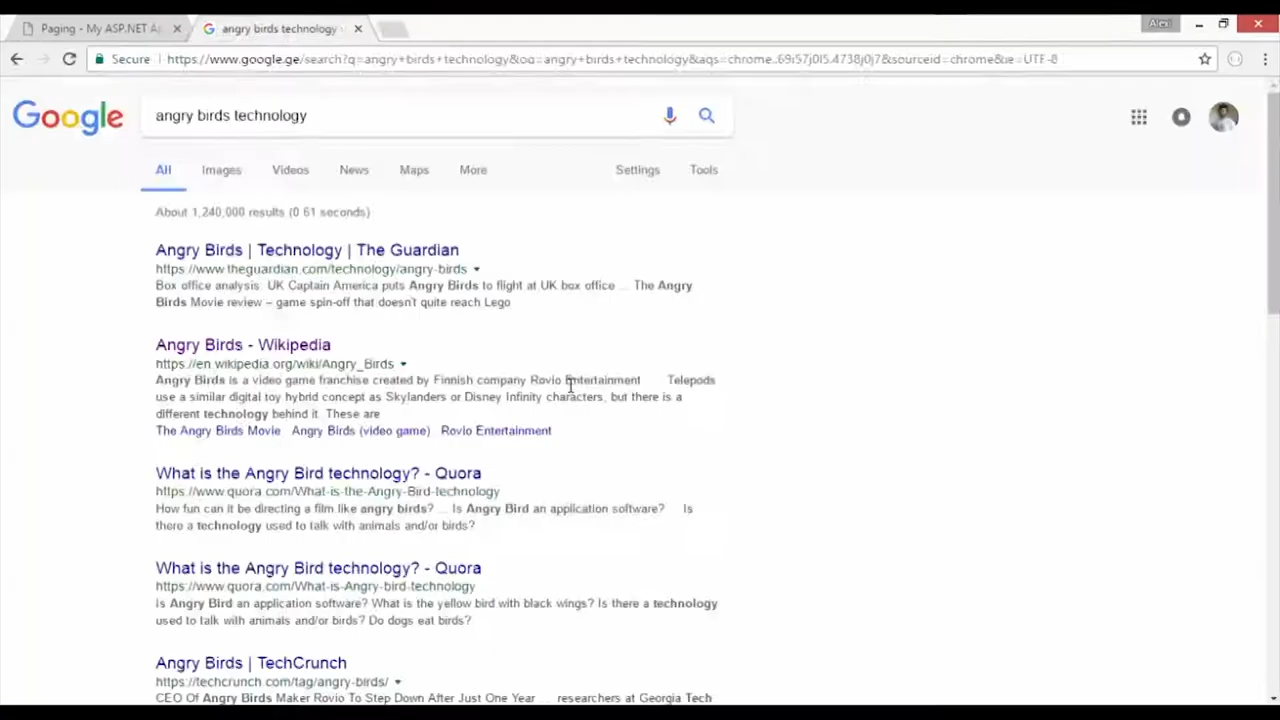 Paging - My ASP.NET A
angry birds technology
Alex
Secure
https://www.google.ge/search?q=angry+birds+technology&oq=angry+birds+technology&aqs=chrome..69i57j0l5.4738j0j7&sourceid=chrome&ie=UTF-8
Google
angry birds technology
All Images Videos News Maps More Settings Tools
About 1,240,000 results (0.61 seconds)
Angry Birds | Technology | The Guardian
https://www.theguardian.com/technology/angry-birds
Box office analysis: UK Captain America puts Angry Birds to flight at UK box office ... The Angry
Birds Movie review – game spin-off that doesn't quite reach Lego
Angry Birds - Wikipedia
https://en.wikipedia.org/wiki/Angry_Birds
Angry Birds is a video game franchise created by Finnish company Rovio Entertainment. ... Telepods
use a similar digital toy hybrid concept as Skylanders or Disney Infinity characters, but there is a
different technology behind it. These are
The Angry Birds Movie Angry Birds (video game) Rovio Entertainment
What is the Angry Bird technology? - Quora
https://www.quora.com/What-is-the-Angry-Bird-technology
How fun can it be directing a film like angry birds? ... Is Angry Bird an application software? ... Is
there a technology used to talk with animals and/or birds?
What is the Angry Bird technology? - Quora
https://www.quora.com/What-is-Angry-bird-technology
Is Angry Bird an application software? What is the yellow bird with black wings? Is there a technology
used to talk with animals and/or birds? Do dogs eat birds?
Angry Birds | TechCrunch
https://techcrunch.com/tag/angry-birds/
CEO Of Angry Birds Maker Rovio To Step Down After Just One Year ... researchers at Georgia Tech